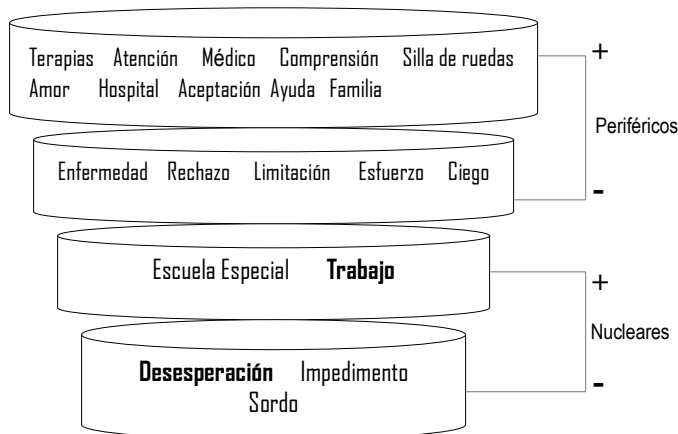 Terapias Atención Médico Comprensión Silla de ruedas
Amor Hospital Aceptación Ayuda Familia
+
Periféricos
Enfermedad Rechazo Limitación Esfuerzo Ciego
-
Escuela Especial Trabajo
+
Nucleares
Desesperación Impedimento
Sordo
-